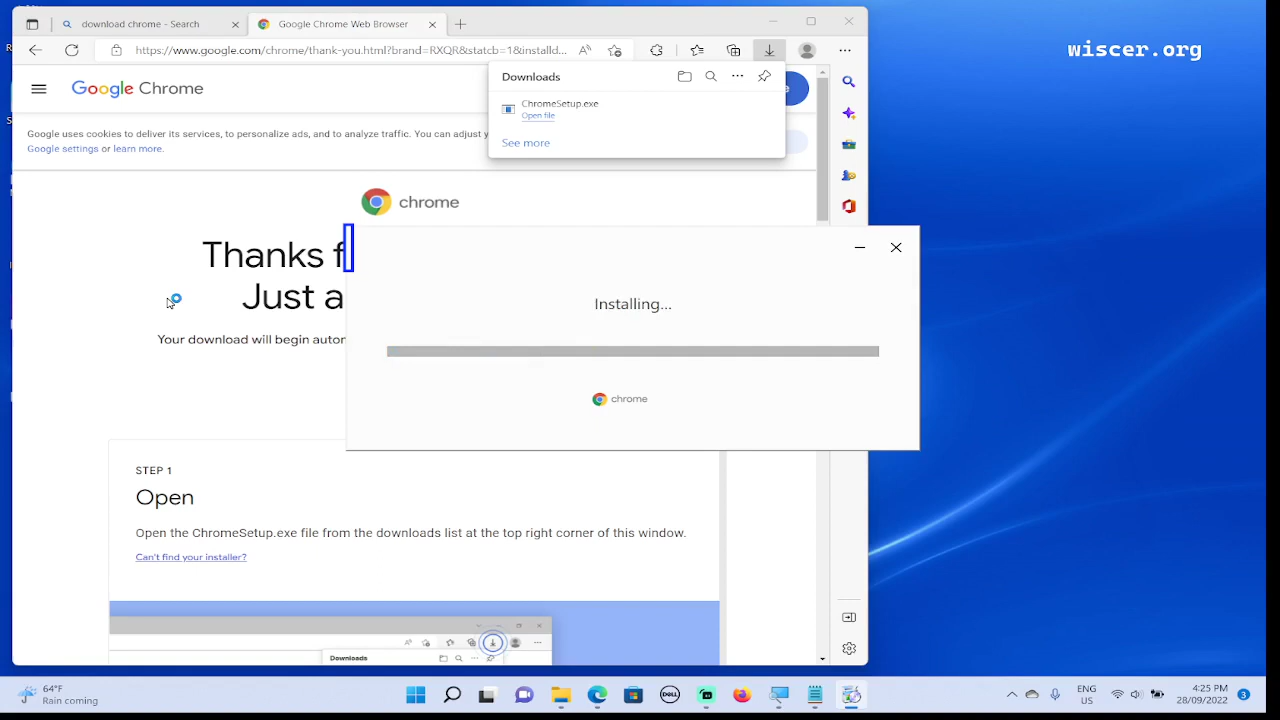 download chrome - Search
Google Chrome Web Browser
https://www.google.com/chrome/thank-you.html?brand=RXQR&statcb=1&installd...
wiscer.org
Downloads
ChromeSetup.exe
Open file
See more
Google Chrome
Google uses cookies to deliver its services, to personalize ads, and to analyze traffic. You can adjust
Google settings or learn more.
chrome
Thanks f
Just a
Your download will begin autom
Installing...
chrome
STEP 1
Open
Open the ChromeSetup.exe file from the downloads list at the top right corner of this window.
Can't find your installer?
Downloads
64°F
Rain coming
DELL
ENG
US
4:25 PM
28/09/2022
3